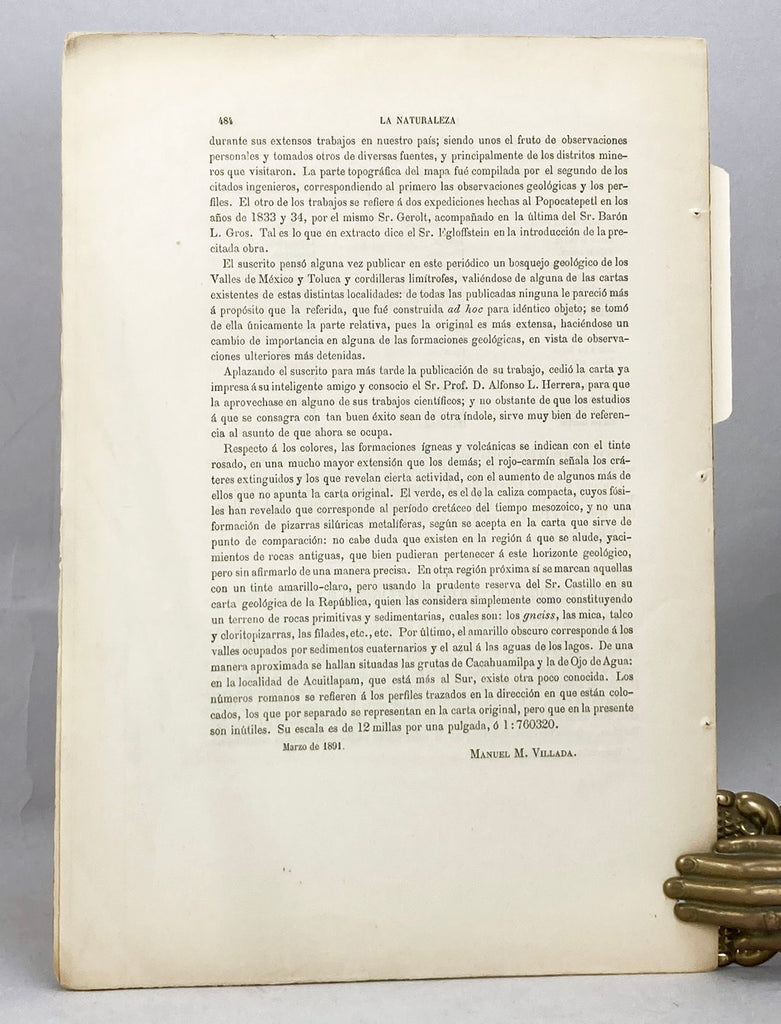 484
LA NATURALEZA
durante sus extensos trabajos en nuestro país; siendo unos el fruto de observaciones
personales y tomados otros de diversas fuentes, y principalmente de los distritos mine-
ros que visitaron. La parte topográfica del mapa fué compilada por el segundo de los
citados ingenieros, correspondiendo al primero las observaciones geológicas y los per-
files. El otro de los trabajos se refiere á dos expediciones hechas al Popocatepetl en los
años de 1833 y 34, por el mismo Sr. Gerolt, acompañado en la última del Sr. Barón
L. Gros. Tal es lo que en extracto dice el Sr. Egloffstein en la introducción de la pre-
citada obra.
El suscrito pensó alguna vez publicar en este periódico un bosquejo geológico de los
Valles de México y Toluca y cordilleras limítrofes, valiéndose de alguna de las cartas
existentes de estas distintas localidades: de todas las publicadas ninguna le pareció más
á propósito que la referida, que fué construida ad hoc para idéntico objeto; se tomó
de ella únicamente la parte relativa, pues la original es más extensa, haciéndose un
cambio de importancia en alguna de las formaciones geológicas, en vista de observa-
ciones ulteriores más detenidas.
Aplazando el suscrito para más tarde la publicación de su trabajo, cedió la carta ya
impresa á su inteligente amigo y consocio el Sr. Prof. D. Alfonso L. Herrera, para que
la aprovechase en alguno de sus trabajos científicos; y no obstante de que los estudios
á que se consagra con tan buen éxito sean de otra índole, sirve muy bien de referen-
cia al asunto de que ahora se ocupa.
Respecto á los colores, las formaciones ígneas y volcánicas se indican con el tinte
rosado, en una mucho mayor extensión que los demás; el rojo-carmín señala los crá-
teres extinguidos y los que revelan cierta actividad, con el aumento de algunos más de
ellos que no apunta la carta original. El verde, es el de la caliza compacta, cuyos fósi-
les han revelado que corresponde al período cretáceo del tiempo mesozoico, y no una
formación de pizarras silúricas metalíferas, según se acepta en la carta que sirve de
punto de comparación: no cabe duda que existen en la región á que se alude, yaci-
mientos de rocas antiguas, que bien pudieran pertenecer á este horizonte geológico,
pero sin afirmarlo de una manera precisa. En otra región próxima sí se marcan aquellas
con un tinte amarillo-claro, pero usando la prudente reserva del Sr. Castillo en su
carta geológica de la República, quien las considera simplemente como constituyendo
un terreno de rocas primitivas y sedimentarias, cuales son: los gneiss, las mica, talco
y cloritopizarras, las filades, etc., etc. Por último, el amarillo obscuro corresponde á los
valles ocupados por sedimentos cuaternarios y el azul á las aguas de los lagos. De una
manera aproximada se hallan situadas las grutas de Cacahuamilpa y la de Ojo de Agua:
en la localidad de Acuitlapam, que está más al Sur, existe otra poco conocida. Los
números romanos se refieren á los perfiles trazados en la dirección en que están colo-
cados, los que por separado se representan en la carta original, pero que en la presente
son inútiles. Su escala es de 12 millas por una pulgada, ó 1:760320.
Marzo de 1891.
MANUEL M. VILLADA.